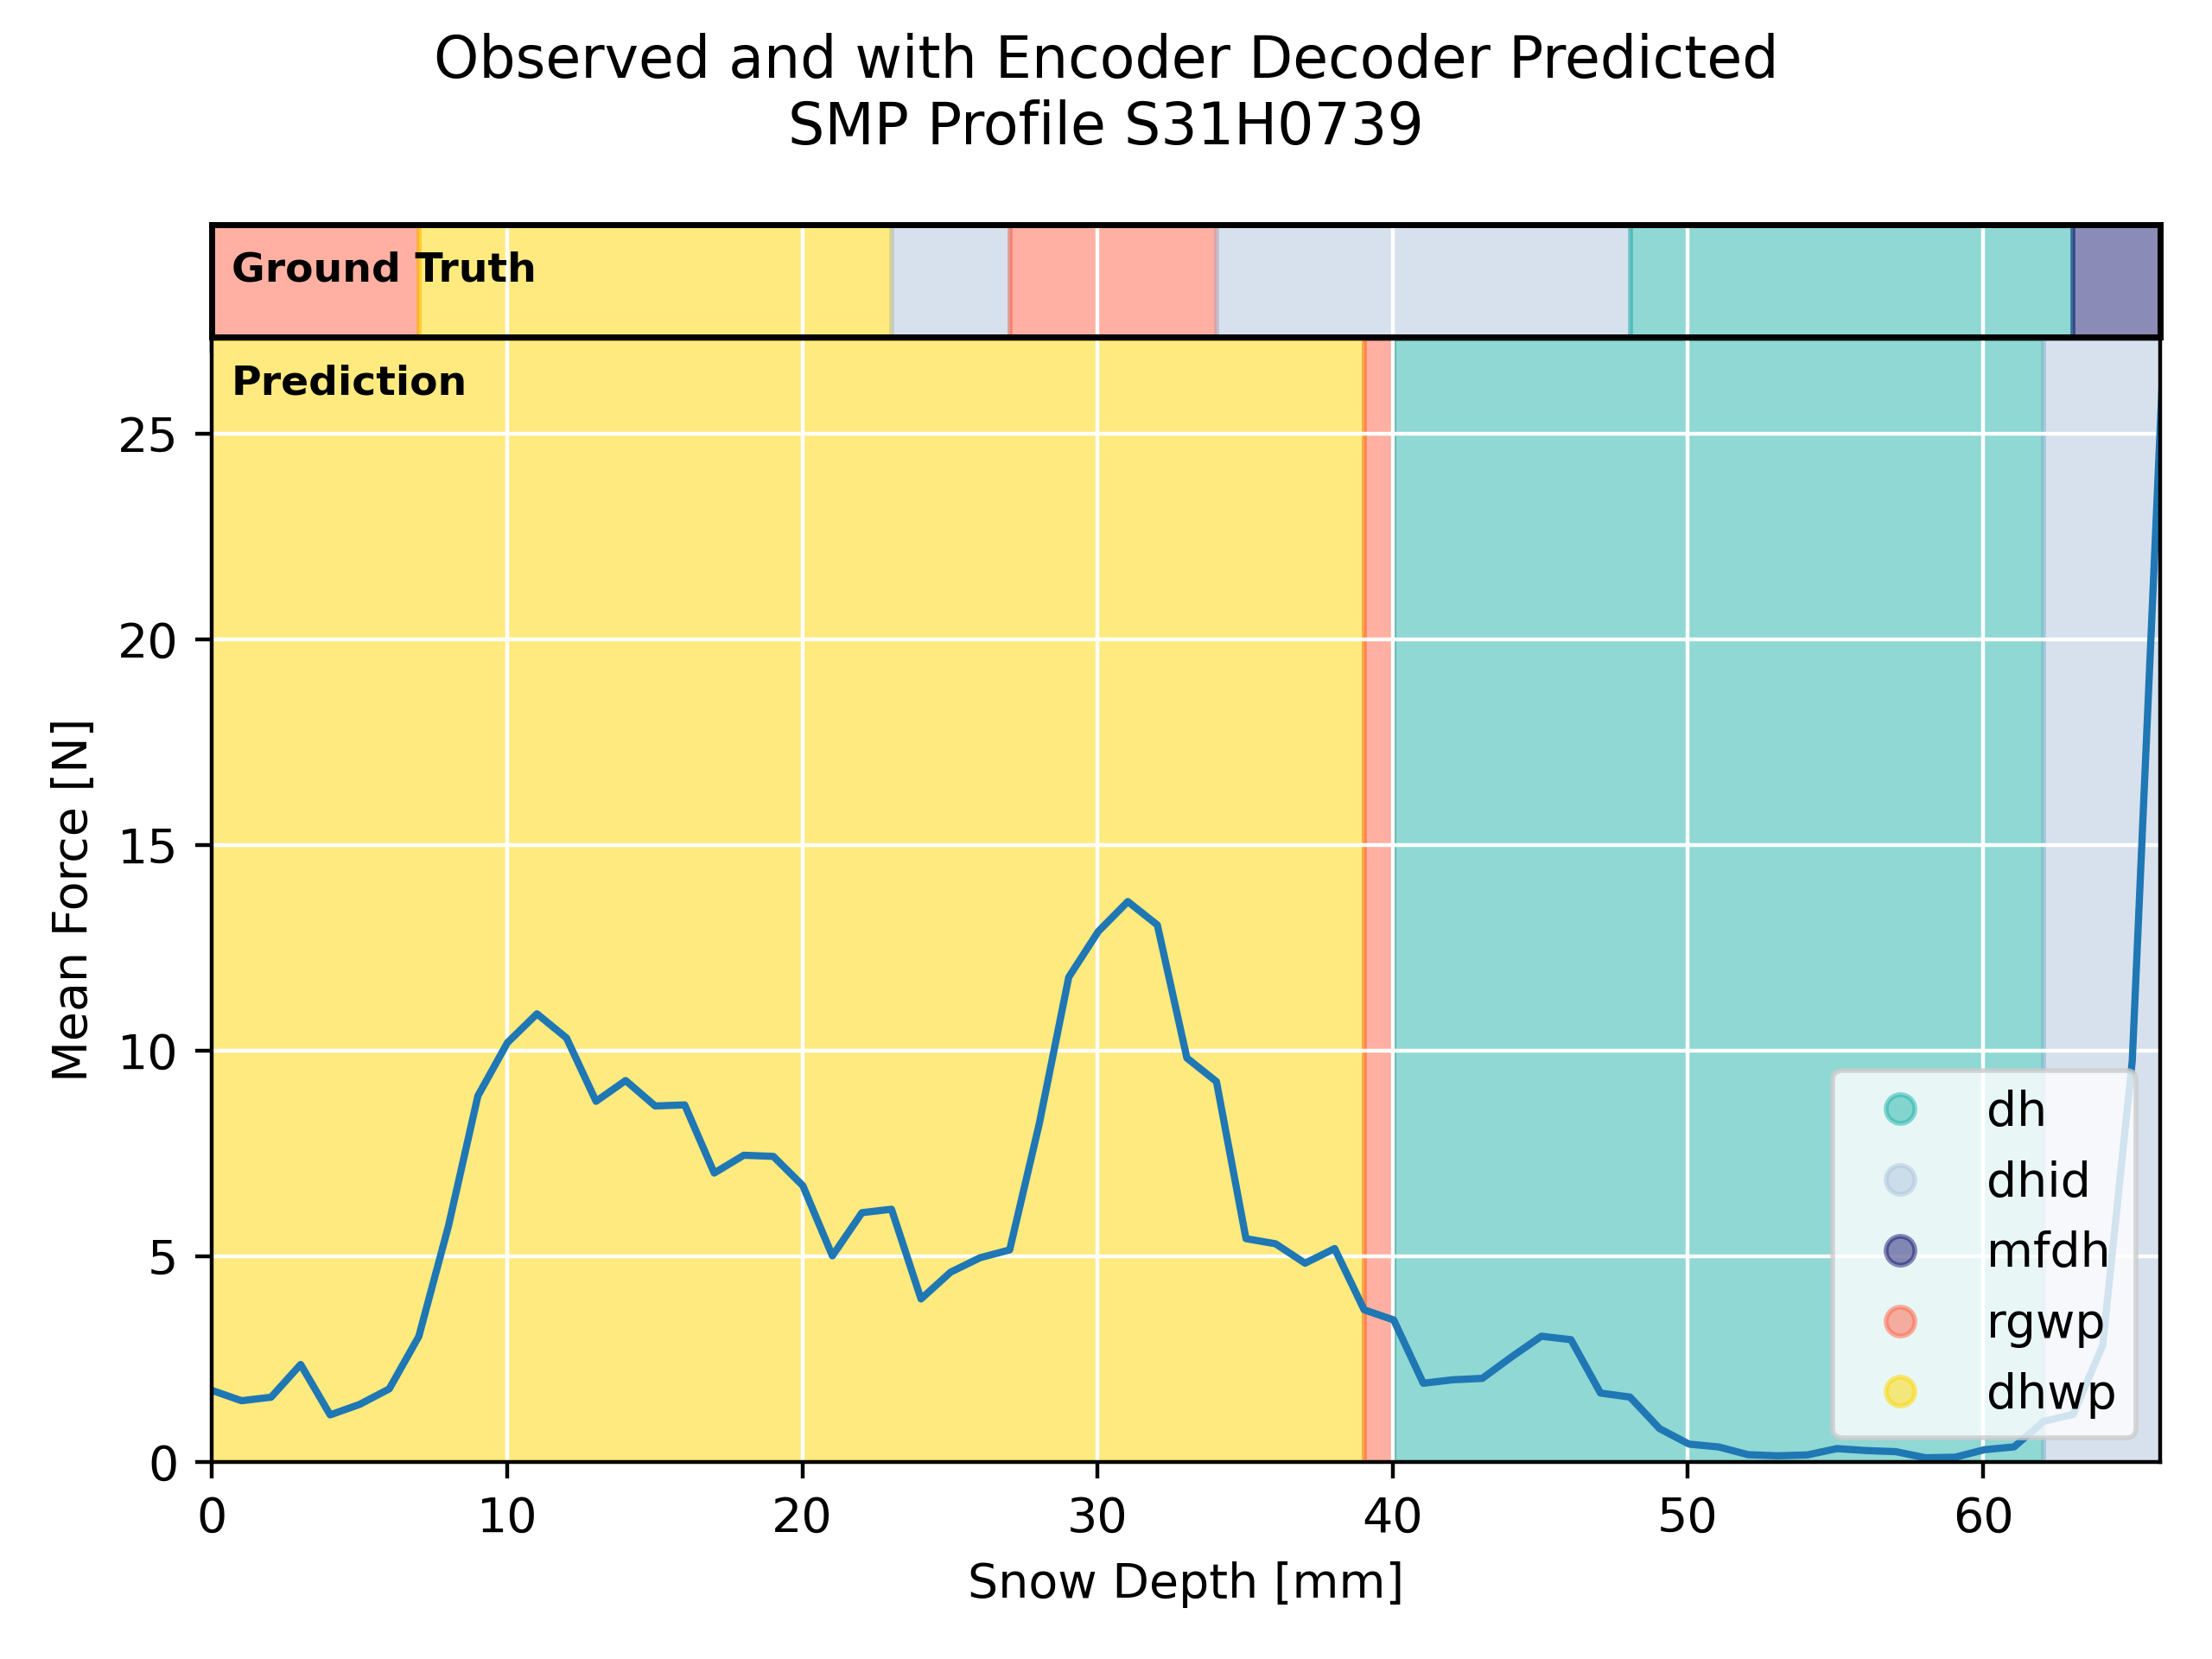 Observed and with Encoder Decoder Predicted
SMP Profile S31H0739
Ground Truth
Prediction
25
20
15
10
5
0
Mean Force [N]
dh
dhid
mfdh
rgwp
dhwp
0 10 20 30 40 50 60
Snow Depth [mm]